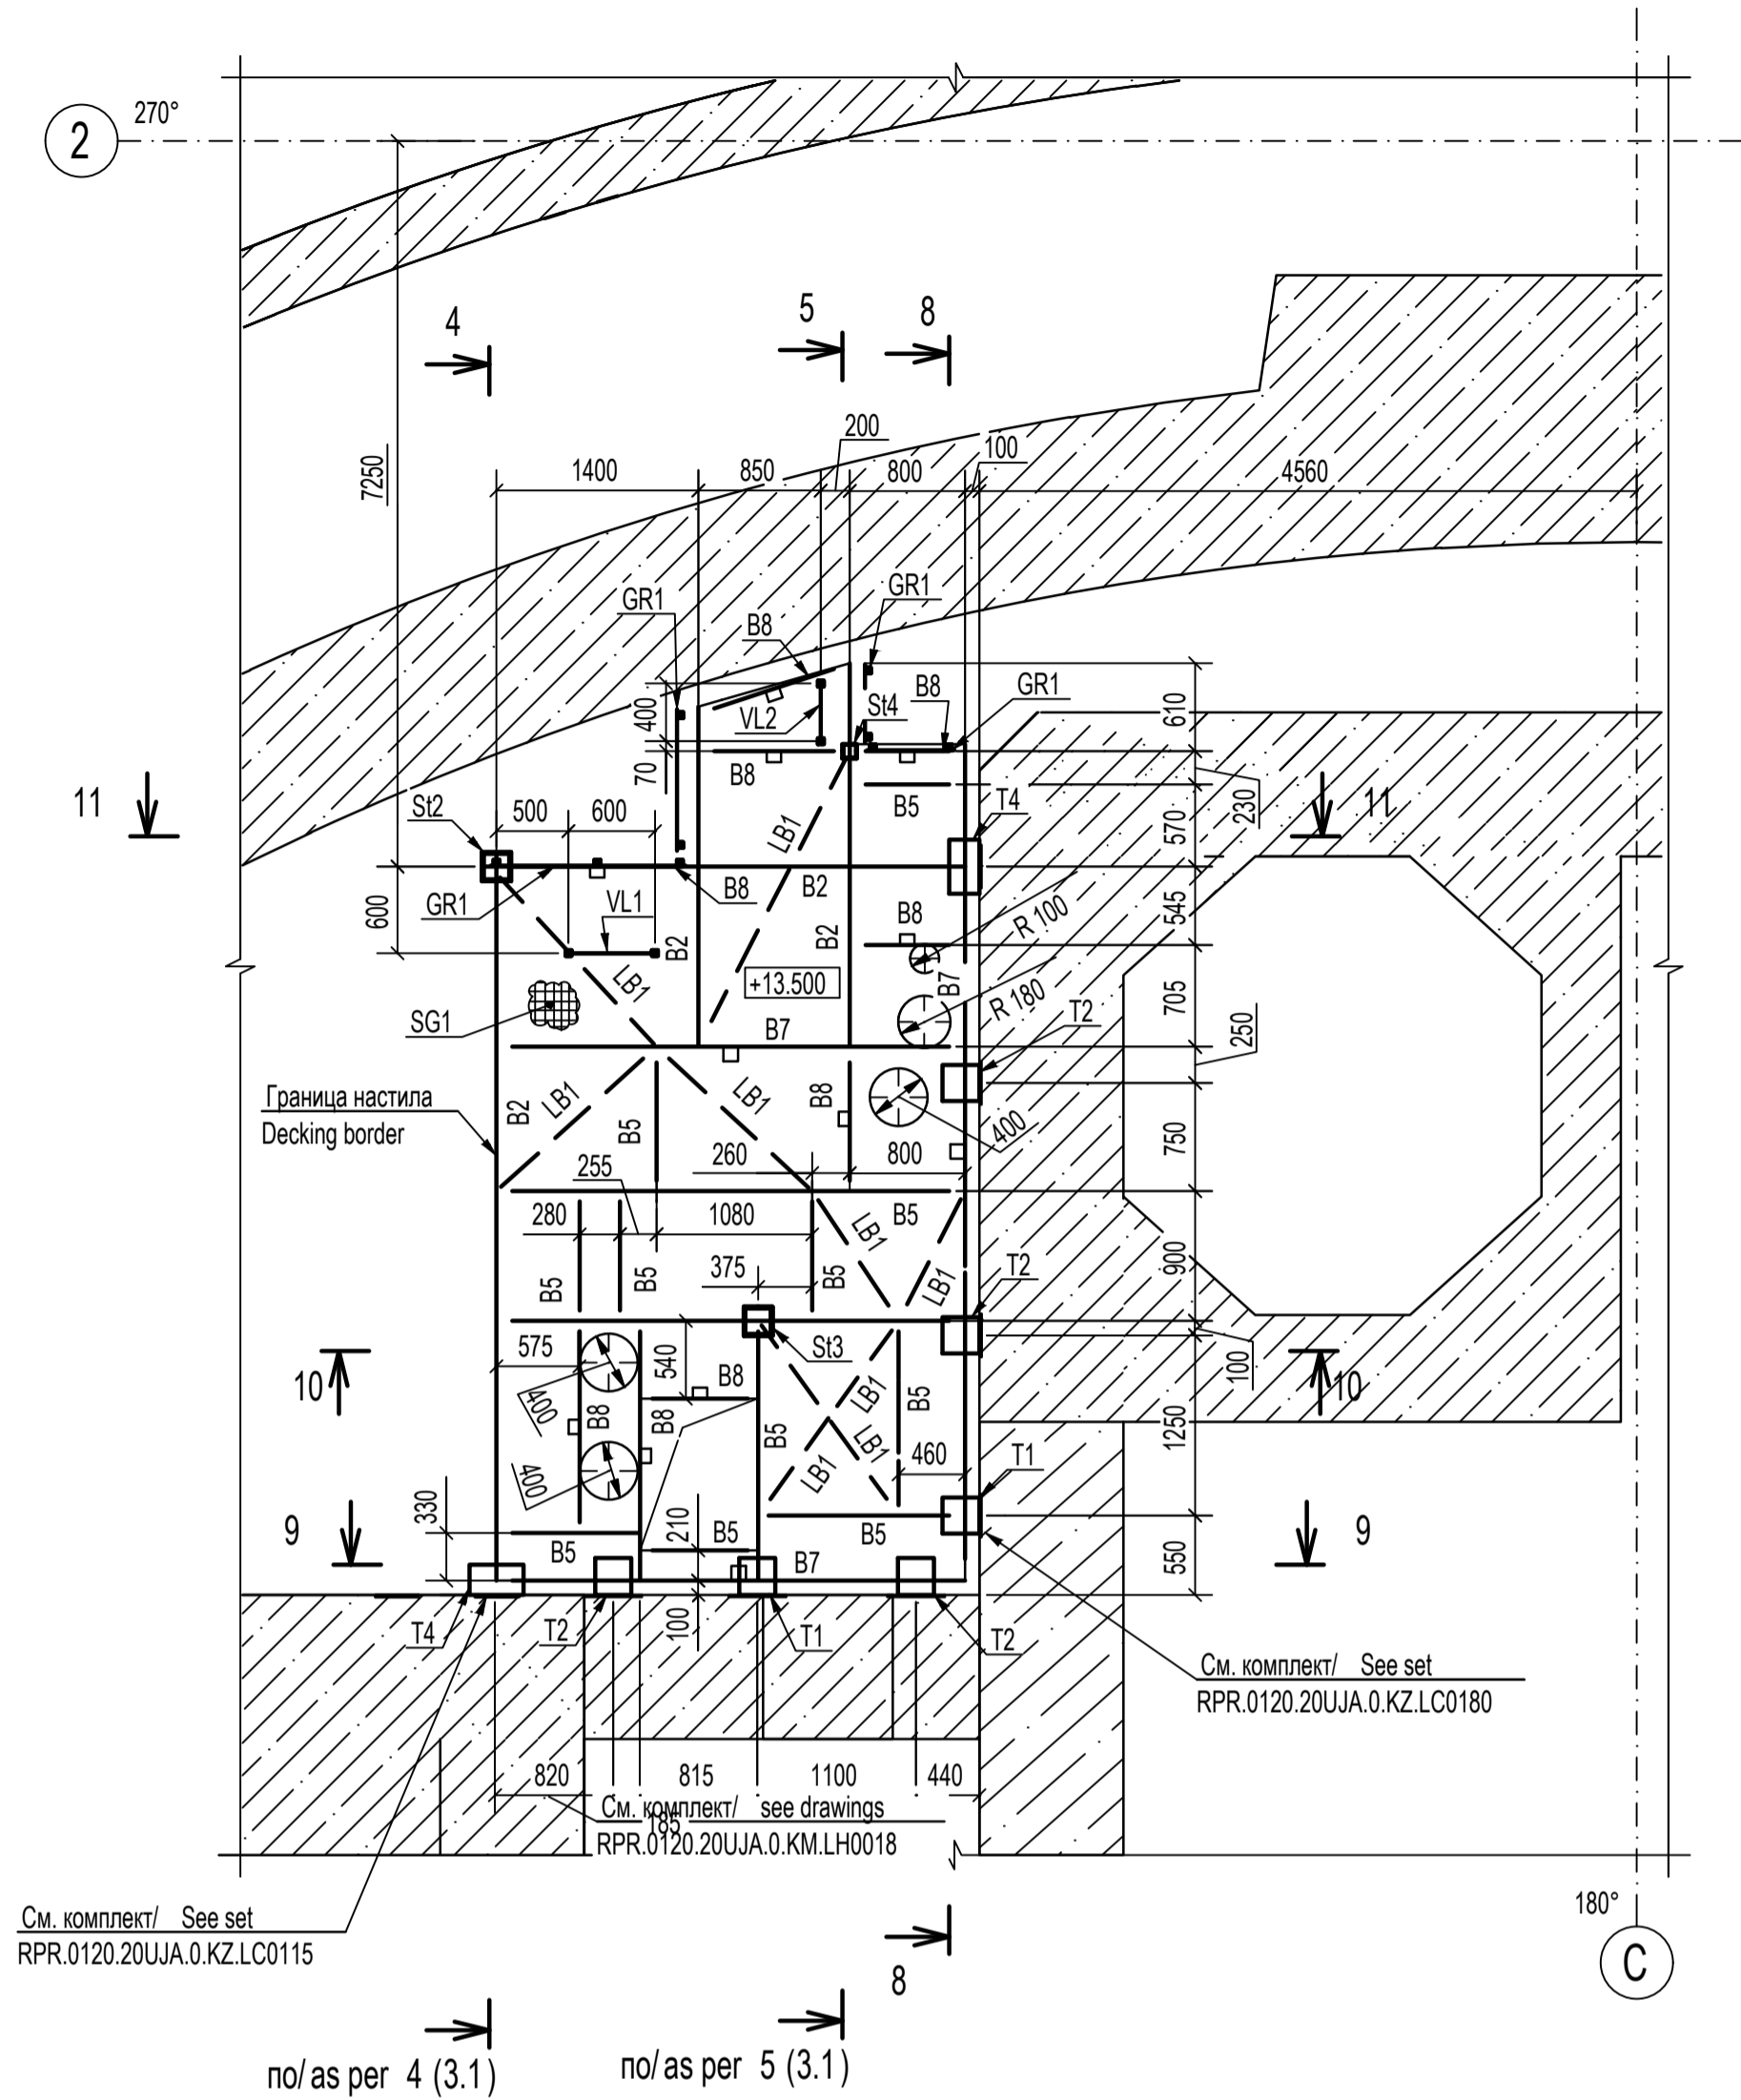 2
270°
4
5
8
7250
200
100
1400
850
800
4560
GR1
B8
GR1
400
VL2
St4
B8
GR1
610
70
B8
B5
230
11
St2
500
600
LB1
T4
570
11
600
GR1
VL1
B8
B2
B8
545
R 100
B2
B2
LB1
+13.500
B7
R 180
705
SG1
B7
T2
250
Граница настила
Decking border
B2
LB1
B5
LB1
B8
400
750
255
260
800
280
1080
B5
B5
LB1
B5
375
B5
LB1
T2
900
575
540
St3
100
10
400
B8
B8
B8
B5
LB1
B5
10
400
LB1
LB1
460
1250
T1
330
9
B5
210
B5
B7
B5
9
550
T4
T2
100
T1
T2
См. комплект/ See set
RPR.0120.20UJA.0.KZ.LC0180
820
815
1100
440
См. комплект/ see drawings
185
RPR.0120.20UJA.0.KM.LH0018
См. комплект/ See set
RPR.0120.20UJA.0.KZ.LC0115
180°
C
8
по/as per 4 (3.1)
по/as per 5 (3.1)